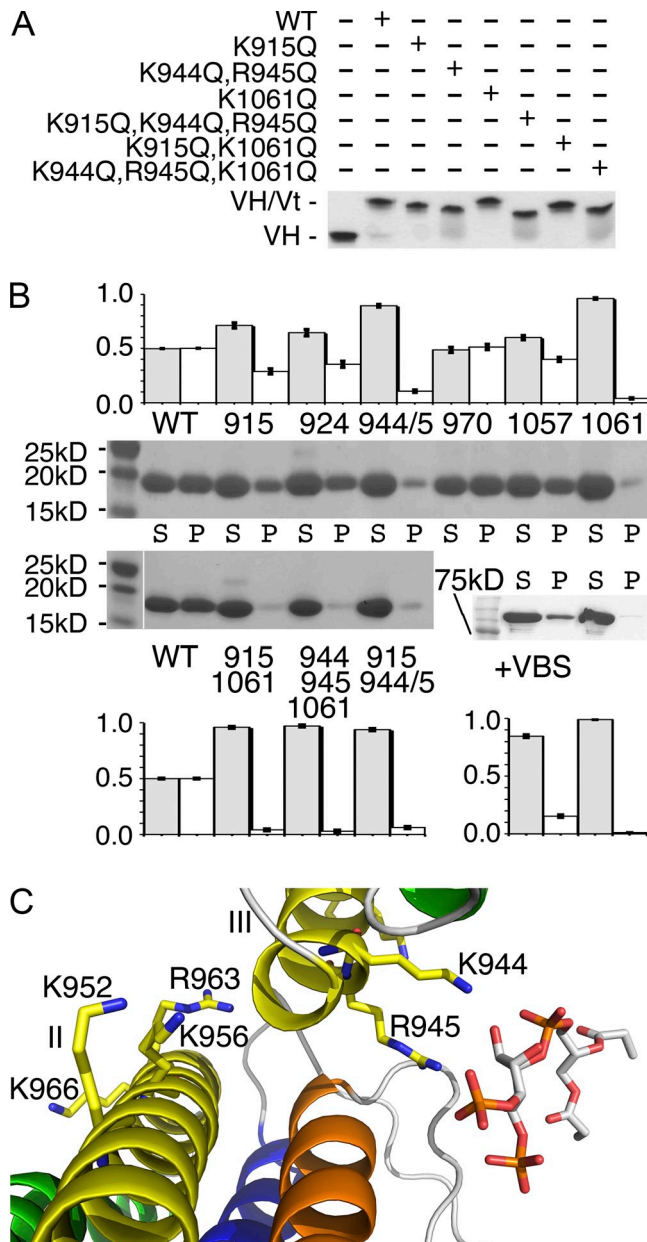 A
WT - + - - - - - -
K915Q - - + - - - - -
K944Q,R945Q - - - + - - - -
K1061Q - - - - + - - -
K915Q,K944Q,R945Q - - - - - + - -
K915Q,K1061Q - - - - - - + -
K944Q,R945Q,K1061Q - - - - - - - +
VH/Vt -
VH -
B
1.0
0.5
0.0
WT 915 924 944/5 970 1057 1061
25kD -
20kD -
15kD -
S P S P S P S P S P S P S P
25kD -
20kD -
15kD -
75kD S P S P
WT 915 1061 944 945 1061 915 944/5
+VBS
1.0
0.5
0.0
1.0
0.5
0.0
C
III
K944
K952
R963
II
K956
R945
K966